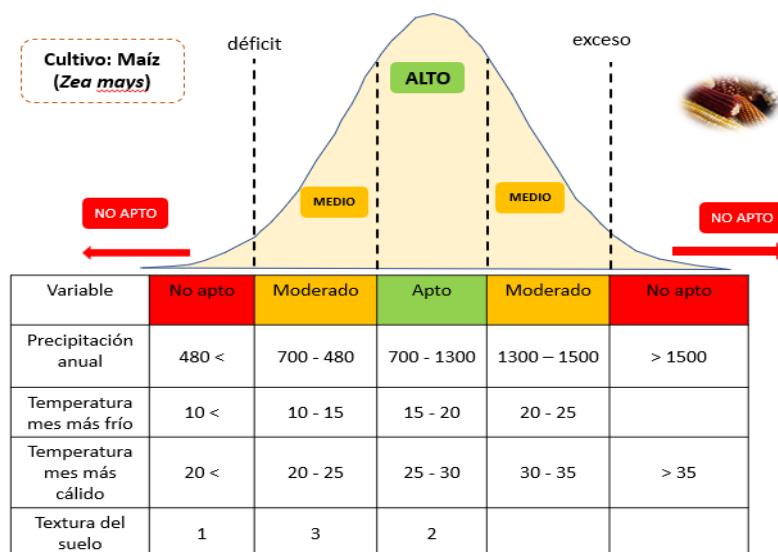 Cultivo: Maíz
(Zea mays)
déficit
exceso
ALTO
MEDIO
MEDIO
NO APTO
NO APTO
Variable No apto Moderado Apto Moderado No apto
Precipitación
anual 480 < 700 - 480 700 - 1300 1300 – 1500 > 1500
Temperatura
mes más frío 10 < 10 - 15 15 - 20 20 - 25
Temperatura
mes más
cálido 20 < 20 - 25 25 - 30 30 - 35 > 35
Textura del
suelo 1 3 2